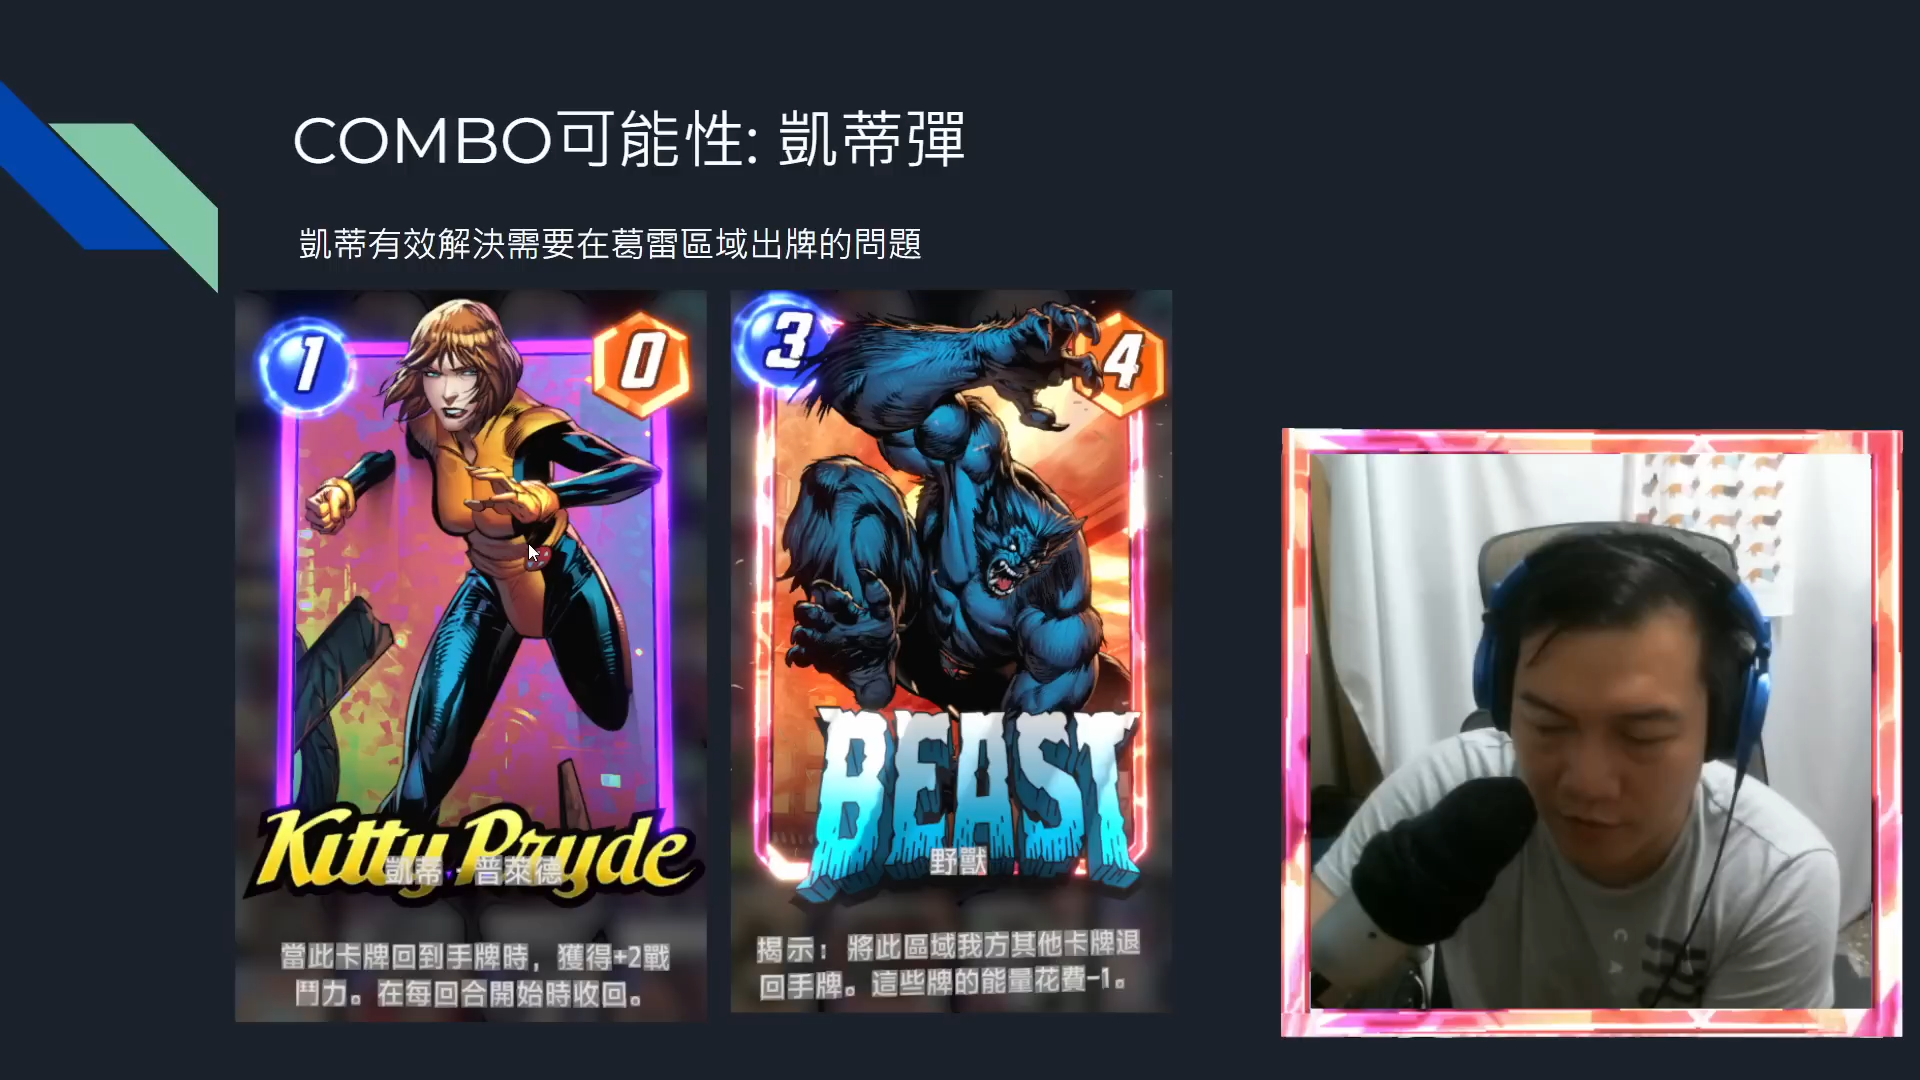 COMBO可能性: 凱蒂彈
凱蒂有效解決需要在葛雷區域出牌的問題
1
0
Kitty Pryde
凱蒂·普萊德
當此卡牌回到手牌時，獲得+2戰
鬥力。在每回合開始時收回。
3
4
BEAST
野獸
揭示：將此區域我方其他卡牌退
回手牌。這些牌的能量花費-1。